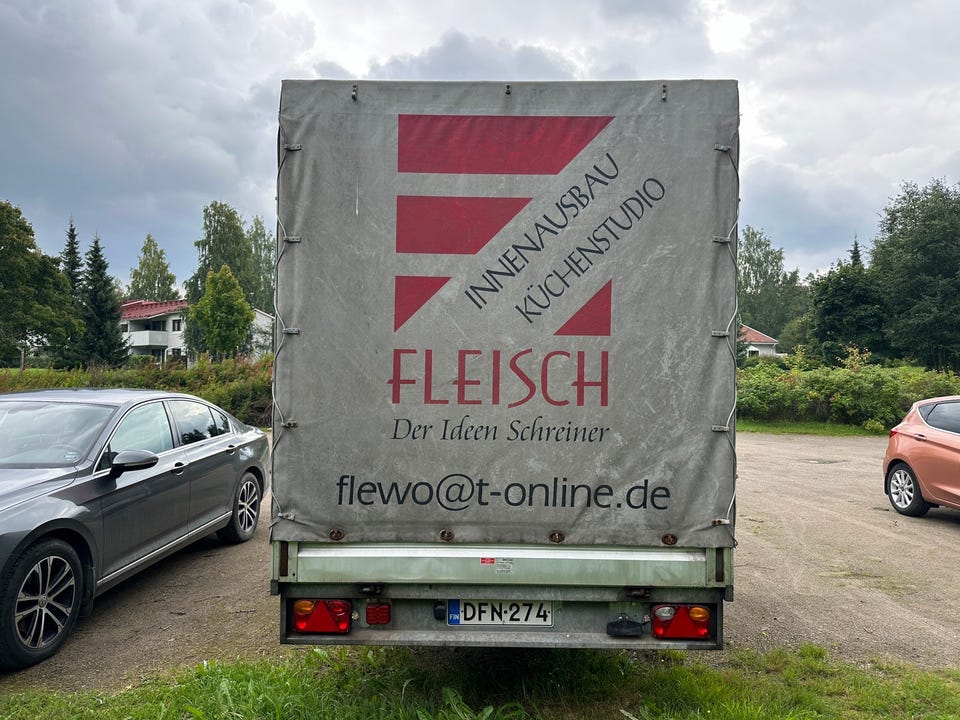 INNENAUSBAU
KÜCHENSTUDIO
FLEISCH
Der Ideen Schreiner
flewo@t-online.de
FIN DFN-274